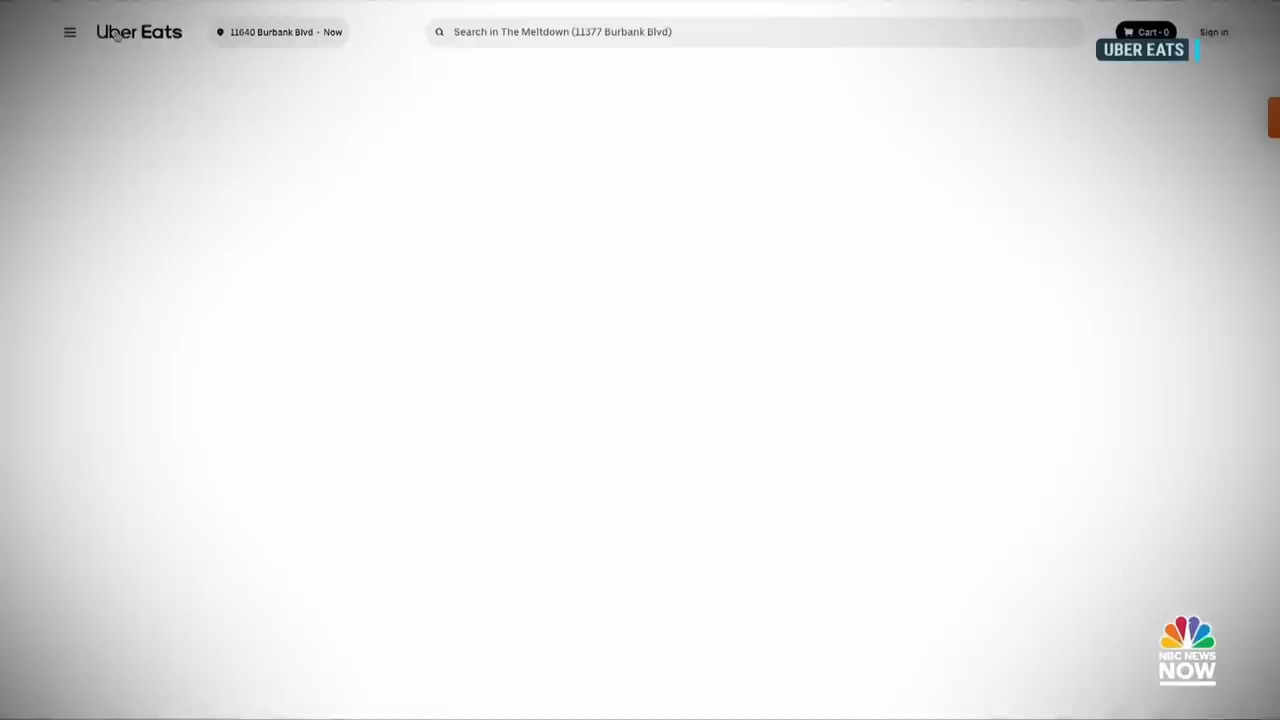 Uber Eats
11640 Burbank Blvd · Now
Search in The Meltdown (11377 Burbank Blvd)
Cart · 0
Sign in
UBER EATS
NBC NEWS
NOW